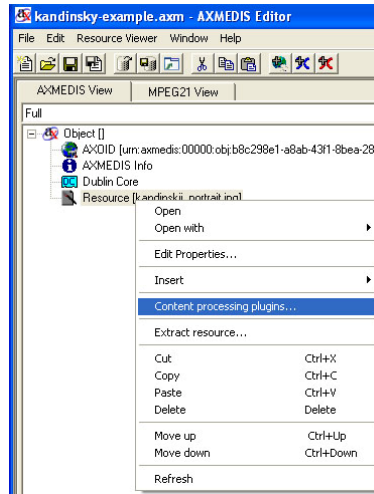 kandinsky-example.axm - AXMEDIS Editor
File Edit Resource Viewer Window Help
AXMEDIS View MPEG21 View
Full
Object []
AXOID [urn:axmedis:00000:obj:b8c298e1-a8ab-43f1-8bea-28
AXMEDIS Info
Dublin Core
Resource [kandinskij_portrait.jpg]
Open
Open with
Edit Properties...
Insert
Content processing plugins...
Extract resource...
Cut Ctrl+X
Copy Ctrl+C
Paste Ctrl+V
Delete Delete
Move up Ctrl+Up
Move down Ctrl+Down
Refresh